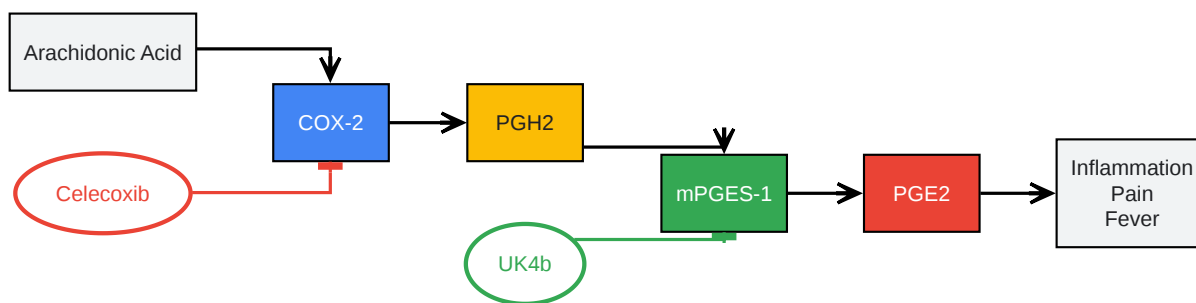 Arachidonic Acid
COX-2
PGH2
Celecoxib
mPGES-1
PGE2
Inflammation
Pain
Fever
UK4b